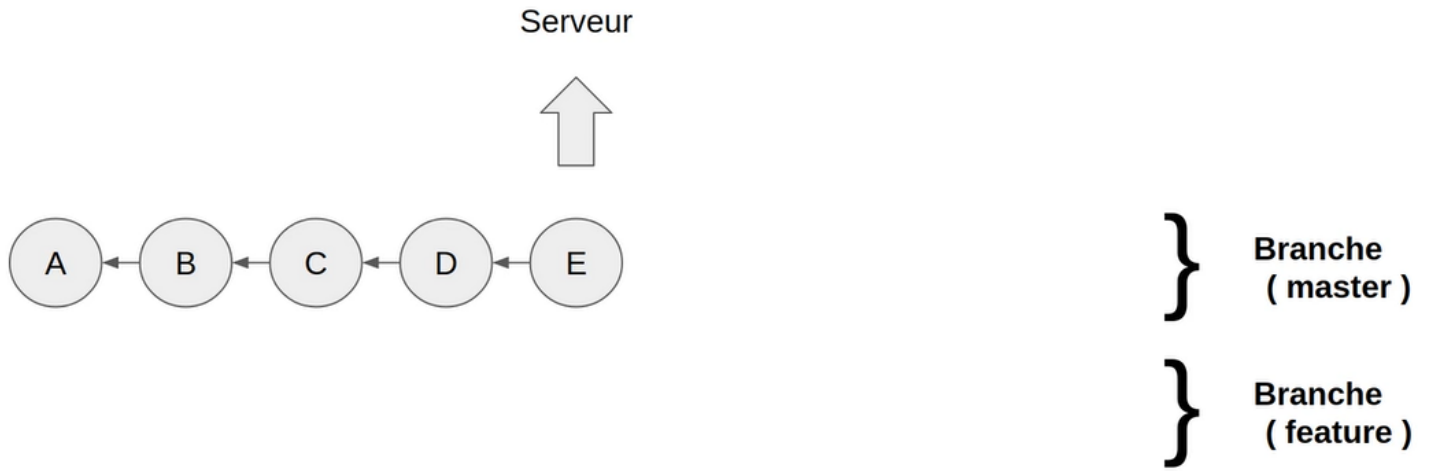 Serveur
A B C D E
Branche
( master )
Branche
( feature )